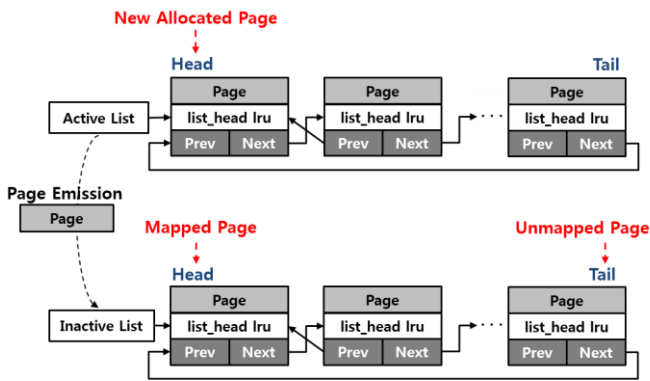 New Allocated Page
Head Tail
Page Page Page
Active List list_head lru list_head lru ··· list_head lru
Prev Next Prev Next Prev Next
Page Emission
Page
Mapped Page Unmapped Page
Head Tail
Page Page Page
Inactive List list_head lru list_head lru ··· list_head lru
Prev Next Prev Next Prev Next